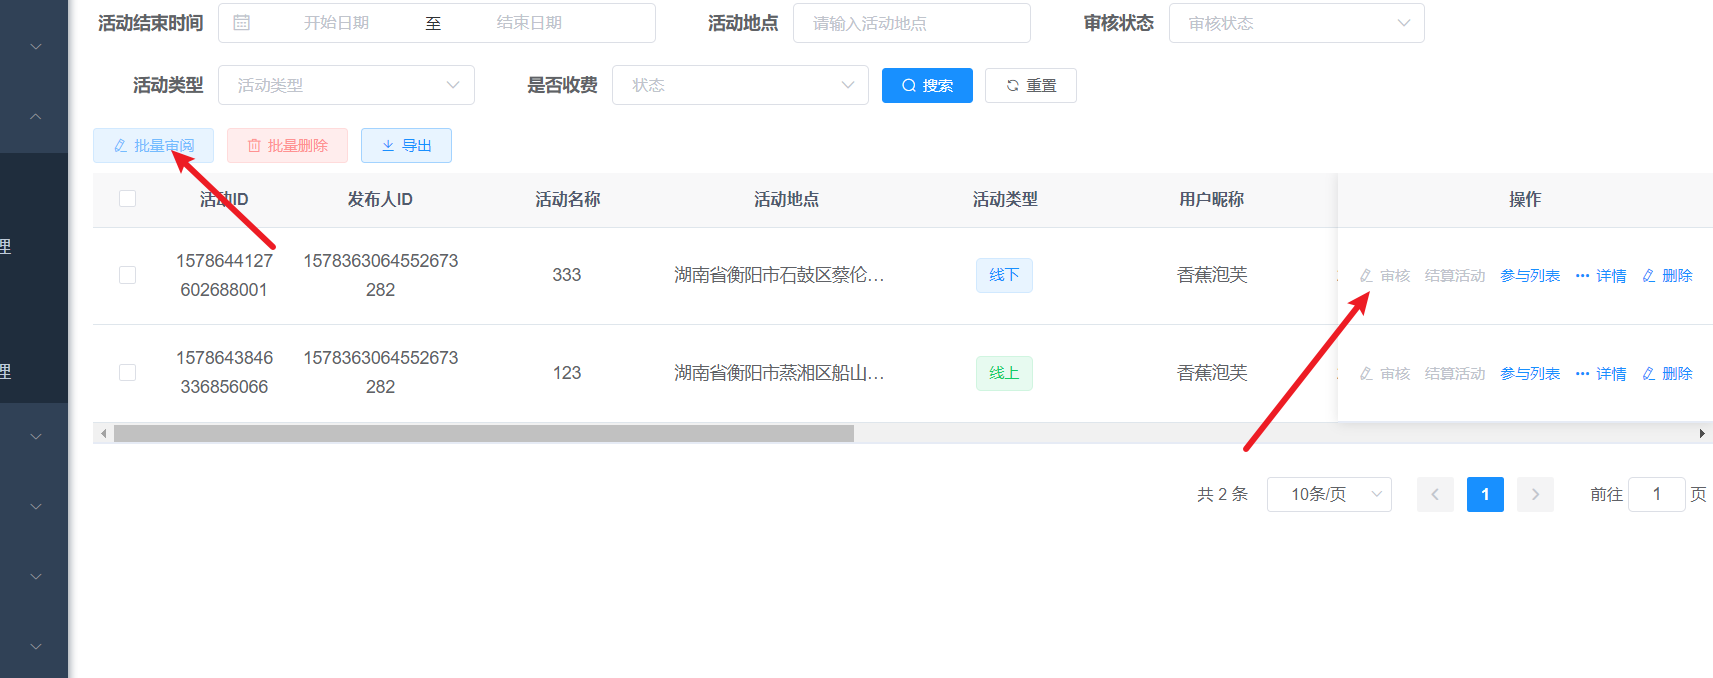 活动结束时间 开始日期 至 结束日期 活动地点 请输入活动地点 审核状态 审核状态
活动类型 活动类型 是否收费 状态 搜索 重置
批量审阅 批量删除 导出
活动ID 发布人ID 活动名称 活动地点 活动类型 用户昵称 操作
理
1578644127
602688001
1578363064552673
282
333 湖南省衡阳市石鼓区蔡伦... 线下 香蕉泡芙 审核 结算活动 参与列表 ··· 详情 删除
1578643846
336856066
1578363064552673
282
123 湖南省衡阳市蒸湘区船山... 线上 香蕉泡芙 审核 结算活动 参与列表 ··· 详情 删除
理
共 2 条 10条/页 1 前往 1 页